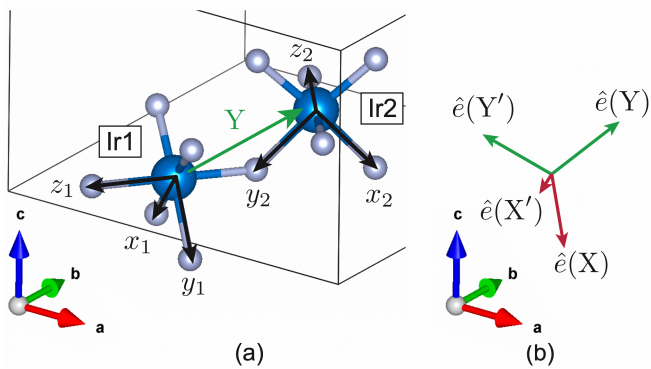 z₂
Y
Ir1
Ir2
z₁
y₂
x₂
x₁
y₁
c
b
a
(a)
ê(Y′)
ê(Y)
ê(X′)
ê(X)
c
b
a
(b)